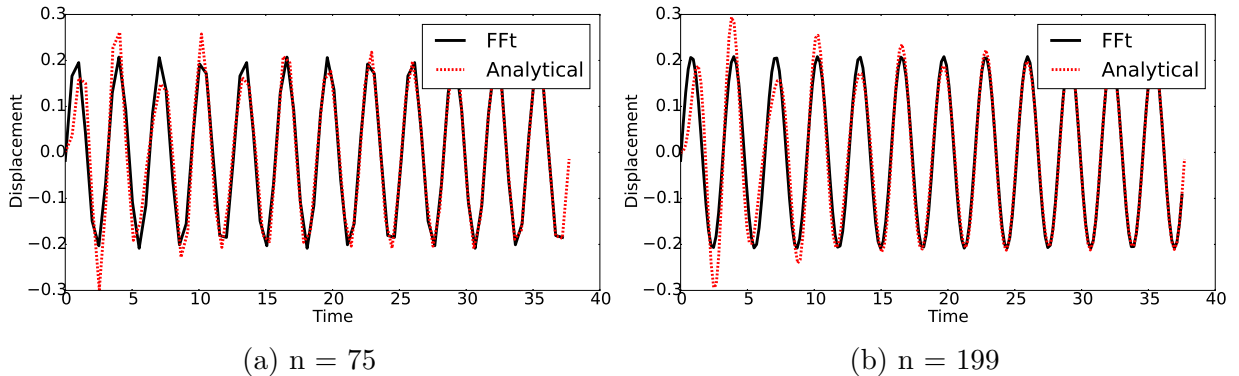 0.3
0.2
0.1
0.0
−0.1
−0.2
−0.3
0 5 10 15 20 25 30 35 40
Displacement
Time
FFt
Analytical
(a) n = 75
0.3
0.2
0.1
0.0
−0.1
−0.2
−0.3
0 5 10 15 20 25 30 35 40
Displacement
Time
FFt
Analytical
(b) n = 199